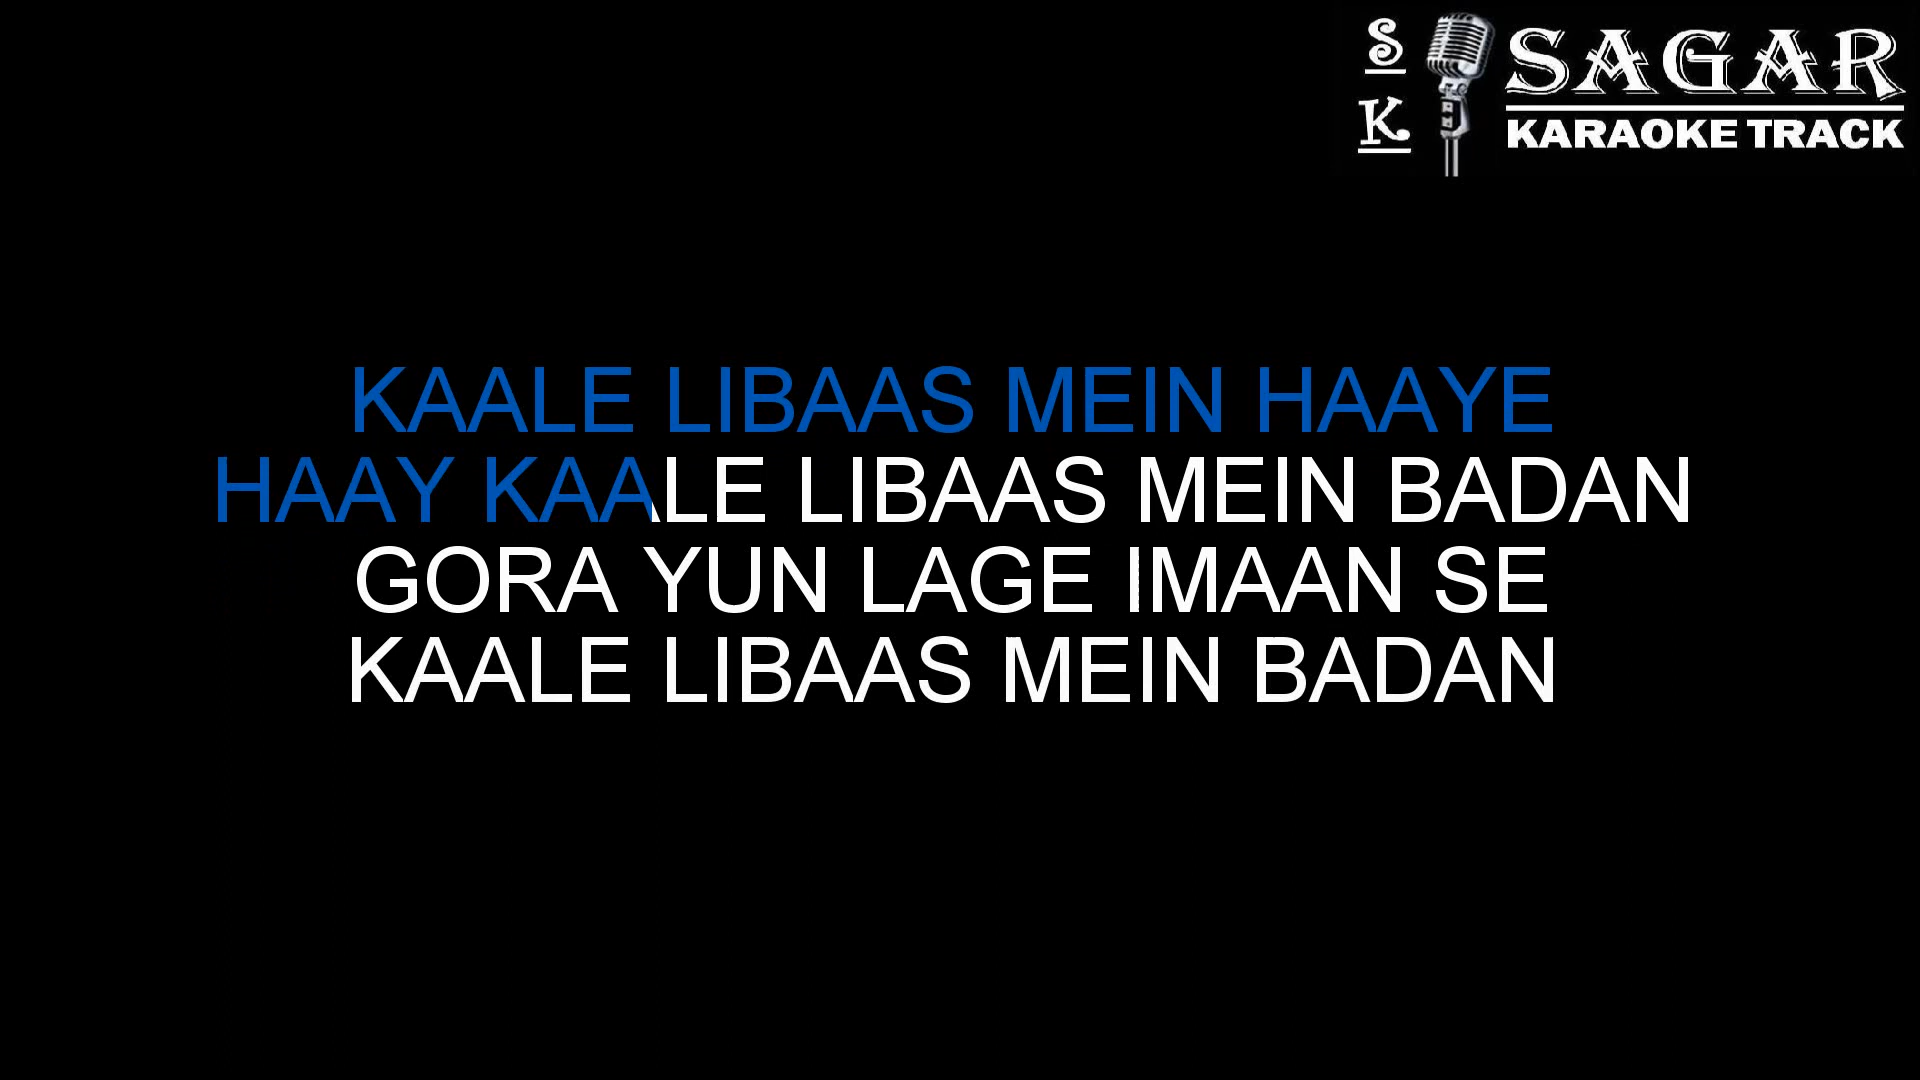 S
K
SAGAR
KARAOKE TRACK
KAALE LIBAAS MEIN HAAYE
HAAY KAALE LIBAAS MEIN BADAN
GORA YUN LAGE IMAAN SE
KAALE LIBAAS MEIN BADAN